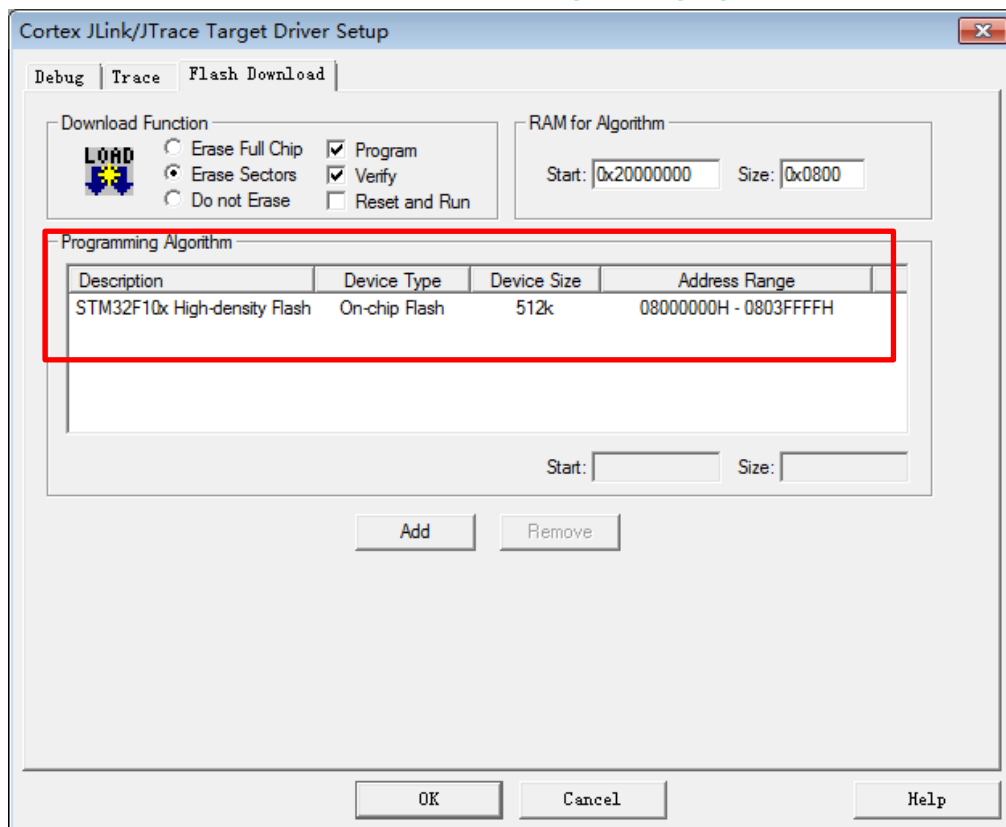 Cortex JLink/JTrace Target Driver Setup
Debug Trace Flash Download
Download Function
LOAD
Erase Full Chip Program
Erase Sectors Verify
Do not Erase Reset and Run
RAM for Algorithm
Start: 0x20000000 Size: 0x0800
Programming Algorithm
Description Device Type Device Size Address Range
STM32F10x High-density Flash On-chip Flash 512k 08000000H - 0803FFFFH
Start: Size:
Add Remove
OK Cancel Help